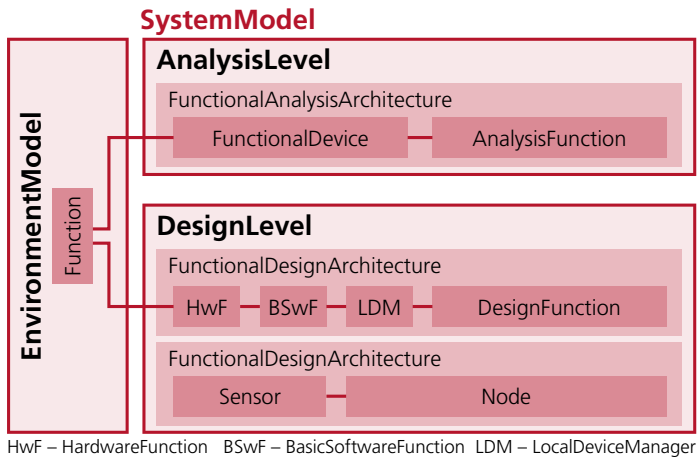 SystemModel
EnvironmentModel
Function
AnalysisLevel
FunctionalAnalysisArchitecture
FunctionalDevice
AnalysisFunction
DesignLevel
FunctionalDesignArchitecture
HwF
BSwF
LDM
DesignFunction
FunctionalDesignArchitecture
Sensor
Node
HwF – HardwareFunction BSwF – BasicSoftwareFunction LDM – LocalDeviceManager